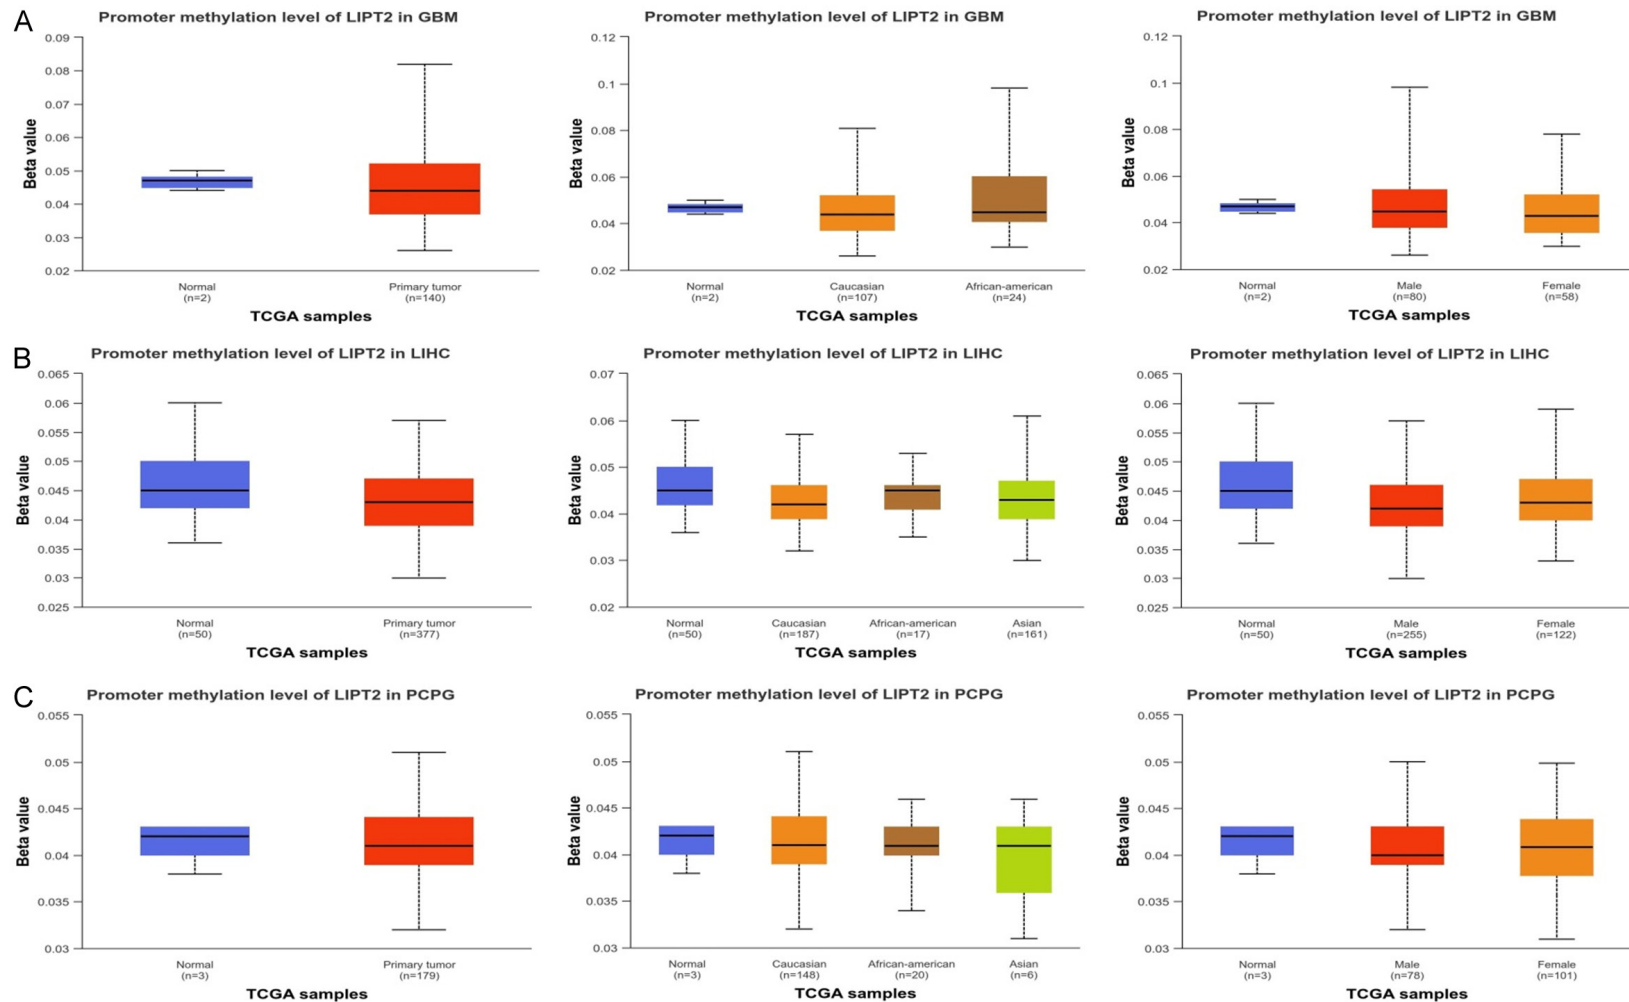 A
Promoter methylation level of LIPT2 in GBM
0.09
0.08
0.07
0.06
0.05
0.04
0.03
0.02
Beta value
Normal
(n=2)
Primary tumor
(n=140)
TCGA samples
Promoter methylation level of LIPT2 in GBM
0.12
0.1
0.08
0.06
0.04
0.02
Beta value
Normal
(n=2)
Caucasian
(n=107)
African-american
(n=24)
TCGA samples
Promoter methylation level of LIPT2 in GBM
0.12
0.1
0.08
0.06
0.04
0.02
Beta value
Normal
(n=2)
Male
(n=80)
Female
(n=58)
TCGA samples
B
Promoter methylation level of LIPT2 in LIHC
0.065
0.06
0.055
0.05
0.045
0.04
0.035
0.03
0.025
Beta value
Normal
(n=50)
Primary tumor
(n=377)
TCGA samples
Promoter methylation level of LIPT2 in LIHC
0.07
0.06
0.05
0.04
0.03
0.02
Beta value
Normal
(n=50)
Caucasian
(n=187)
African-american
(n=17)
Asian
(n=161)
TCGA samples
Promoter methylation level of LIPT2 in LIHC
0.065
0.06
0.055
0.05
0.045
0.04
0.035
0.03
0.025
Beta value
Normal
(n=50)
Male
(n=255)
Female
(n=122)
TCGA samples
C
Promoter methylation level of LIPT2 in PCPG
0.055
0.05
0.045
0.04
0.035
0.03
Beta value
Normal
(n=3)
Primary tumor
(n=179)
TCGA samples
Promoter methylation level of LIPT2 in PCPG
0.055
0.05
0.045
0.04
0.035
0.03
Beta value
Normal
(n=3)
Caucasian
(n=148)
African-american
(n=20)
Asian
(n=6)
TCGA samples
Promoter methylation level of LIPT2 in PCPG
0.055
0.05
0.045
0.04
0.035
0.03
Beta value
Normal
(n=3)
Male
(n=78)
Female
(n=101)
TCGA samples